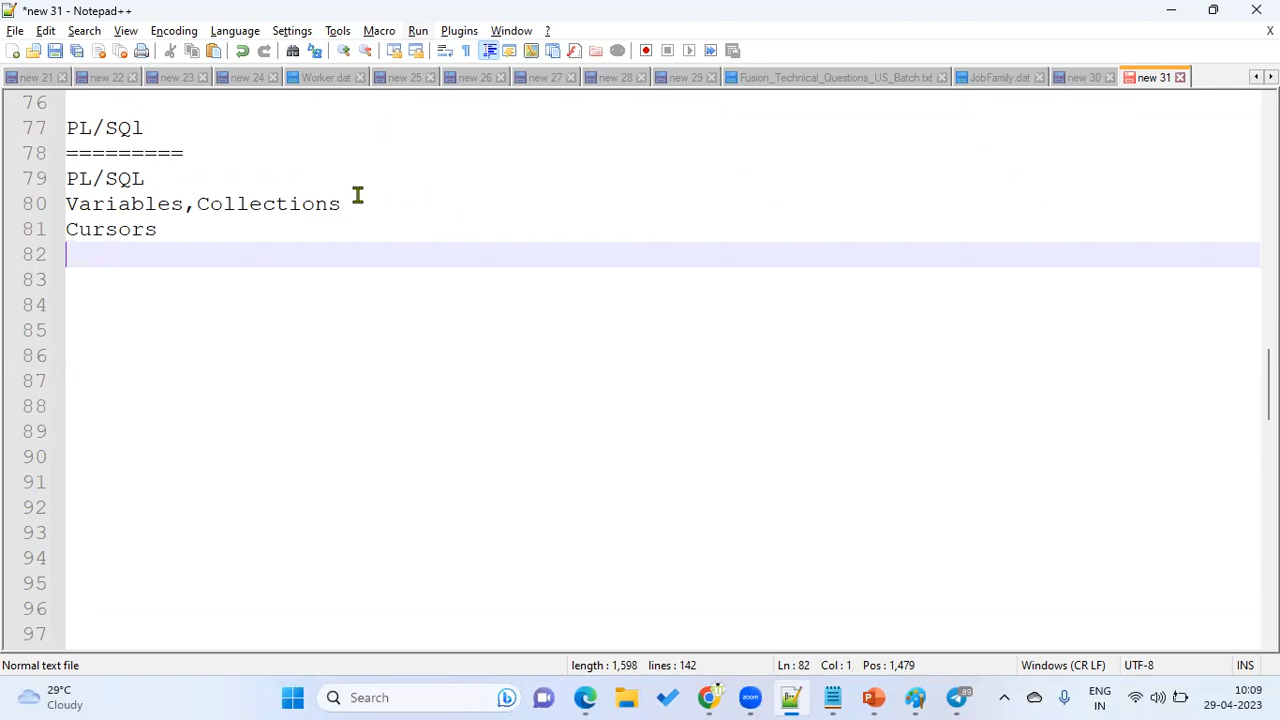 *new 31 - Notepad++
File Edit Search View Encoding Language Settings Tools Macro Run Plugins Window ? X
new 21 new 22 new 23 new 24 Worker.dat new 25 new 26 new 27 new 28 new 29 Fusion_Technical_Questions_US_Batch.txt JobFamily.dat new 30 new 31
76
77 PL/SQl
78 =========
79 PL/SQL
80 Variables,Collections
81 Cursors
82
83
84
85
86
87
88
89
90
91
92
93
94
95
96
97
Normal text file length : 1,598 lines : 142 Ln : 82 Col : 1 Pos : 1,479 Windows (CR LF) UTF-8 INS
29°C
Cloudy
Search
zoom
89
ENG
IN
10:09
29-04-2023